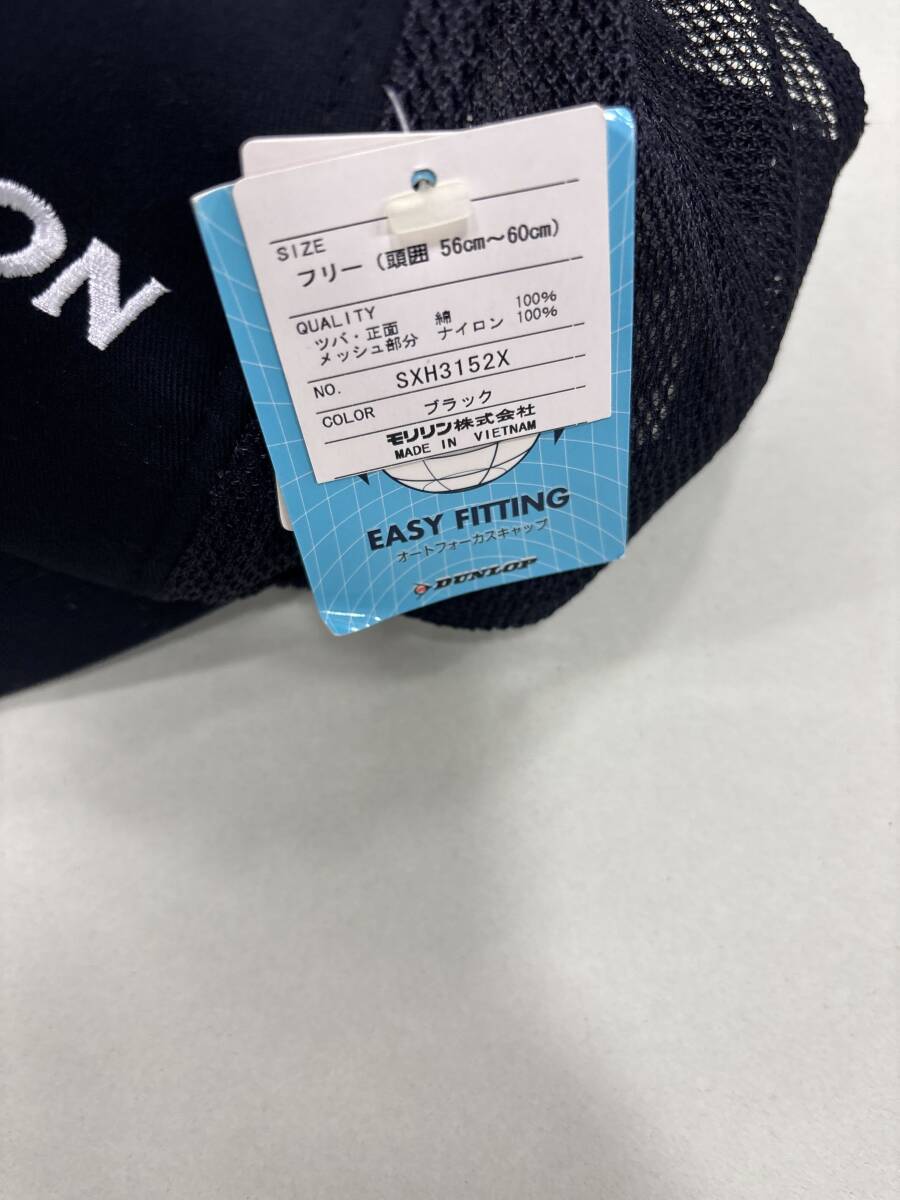 ON
SIZE
フリー (頭囲 56cm～60cm)
QUALITY
ツバ・正面 綿 100%
メッシュ部分 ナイロン 100%
NO. SXH3152X
COLOR ブラック
モリリン株式会社
MADE IN VIETNAM
EASY FITTING
オートフォーカスキャップ
DUNLOP